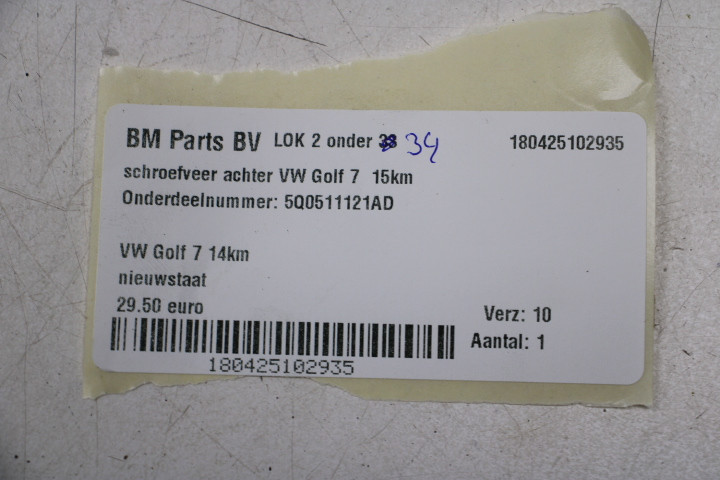 BM Parts BV LOK 2 onder 34 180425102935
schroefveer achter VW Golf 7 15km
Onderdeelnummer: 5Q0511121AD
VW Golf 7 14km
nieuwstaat
29.50 euro
Verz: 10
Aantal: 1
180425102935